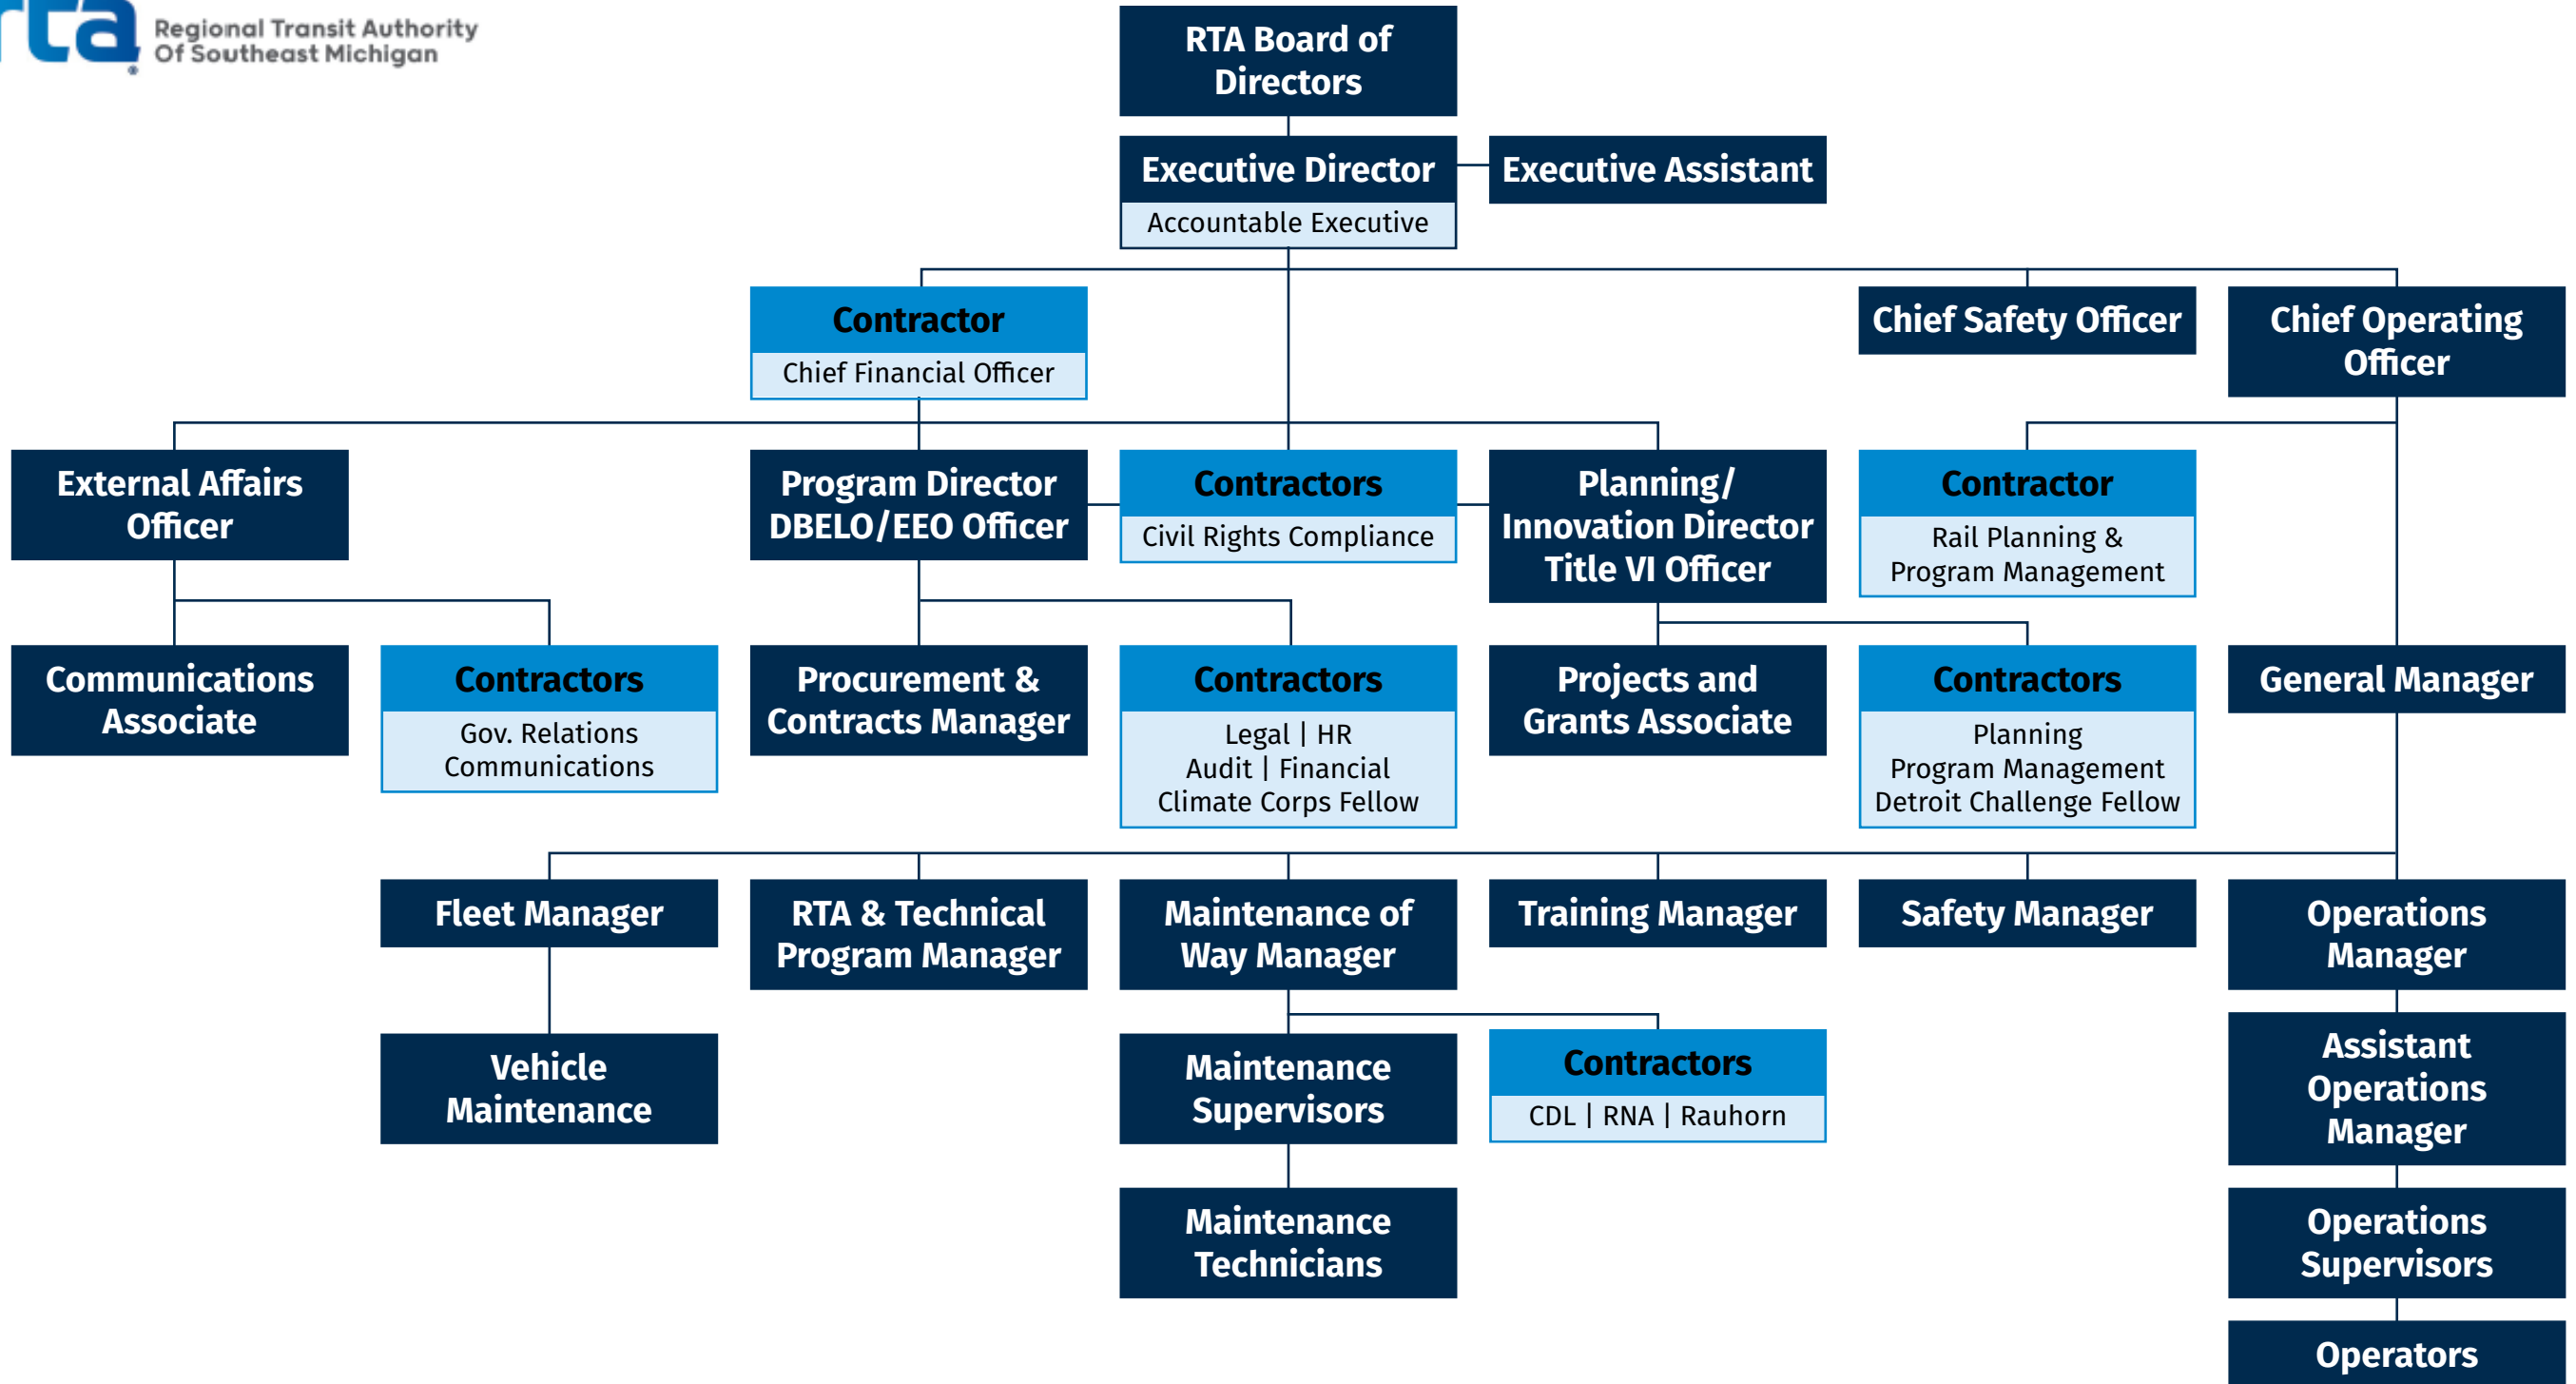 rta
Regional Transit Authority
Of Southeast Michigan
RTA Board of
Directors
Executive Director
Accountable Executive
Executive Assistant
Contractor
Chief Financial Officer
Chief Safety Officer
Chief Operating
Officer
External Affairs
Officer
Program Director
DBELO/EEO Officer
Contractors
Civil Rights Compliance
Planning/
Innovation Director
Title VI Officer
Contractor
Rail Planning &
Program Management
Communications
Associate
Contractors
Gov. Relations
Communications
Procurement &
Contracts Manager
Contractors
Legal | HR
Audit | Financial
Climate Corps Fellow
Projects and
Grants Associate
Contractors
Planning
Program Management
Detroit Challenge Fellow
General Manager
Fleet Manager
RTA & Technical
Program Manager
Maintenance of
Way Manager
Training Manager
Safety Manager
Operations
Manager
Vehicle
Maintenance
Maintenance
Supervisors
Contractors
CDL | RNA | Rauhorn
Assistant
Operations
Manager
Maintenance
Technicians
Operations
Supervisors
Operators